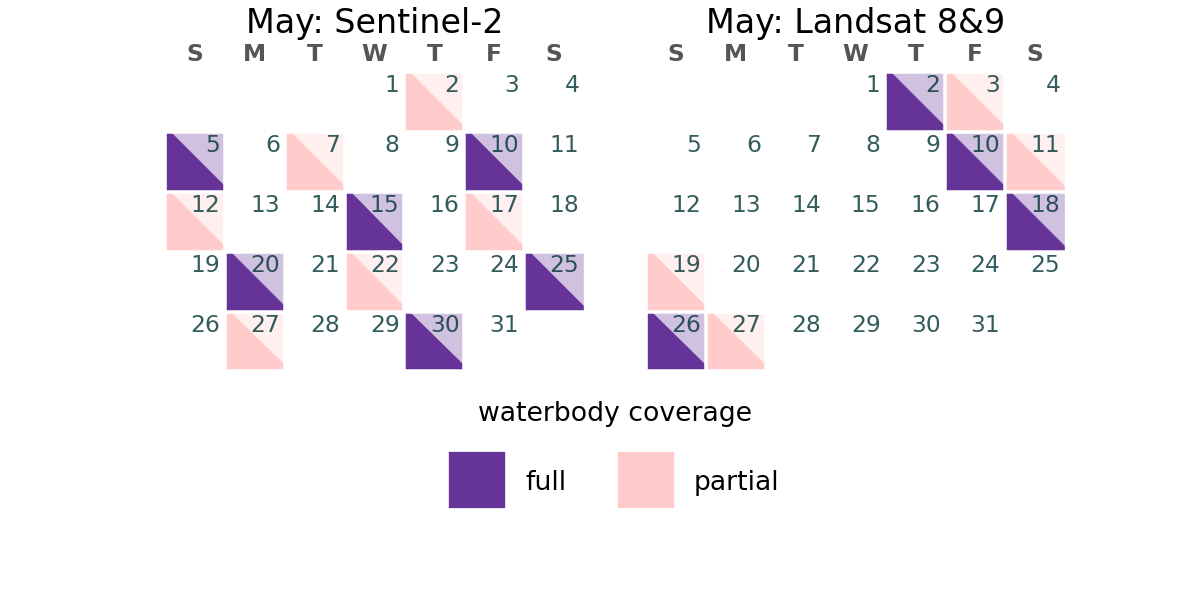 May: Sentinel-2
S M T W T F S
1 2 3 4
5 6 7 8 9 10 11
12 13 14 15 16 17 18
19 20 21 22 23 24 25
26 27 28 29 30 31
May: Landsat 8&9
S M T W T F S
1 2 3 4
5 6 7 8 9 10 11
12 13 14 15 16 17 18
19 20 21 22 23 24 25
26 27 28 29 30 31
waterbody coverage
full partial